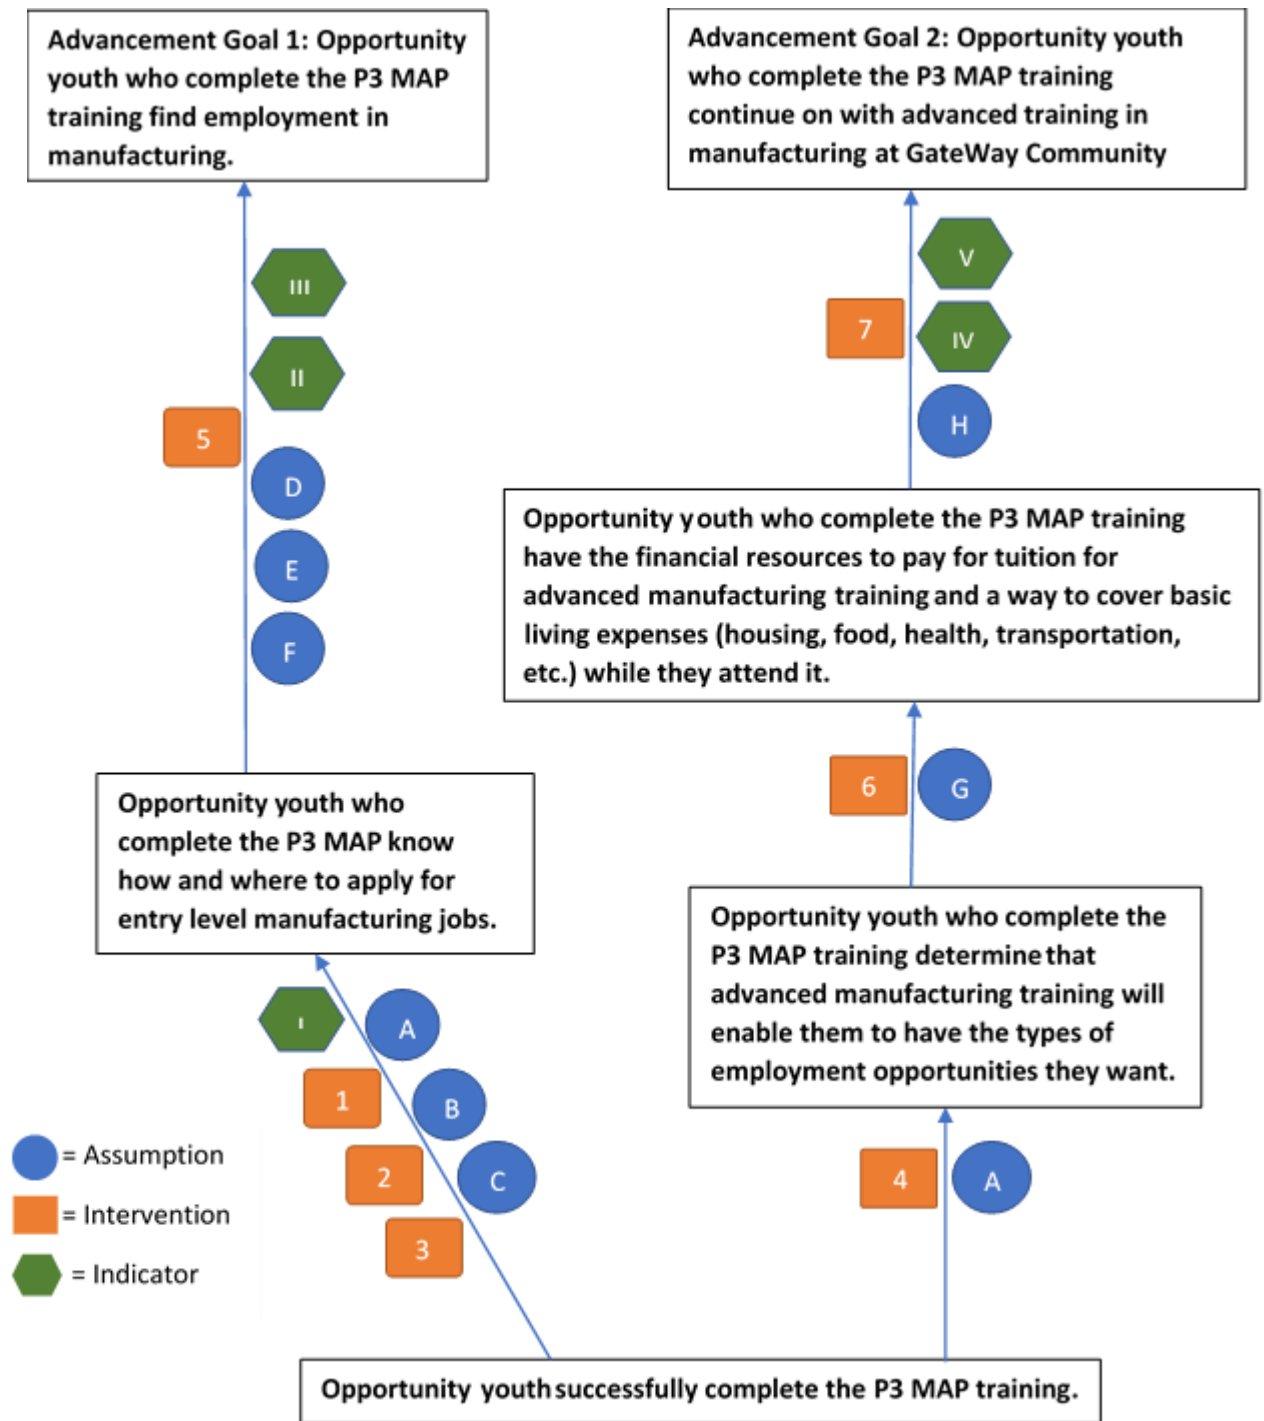 Advancement Goal 1: Opportunity
youth who complete the P3 MAP
training find employment in
manufacturing.
Advancement Goal 2: Opportunity youth
who complete the P3 MAP training
continue on with advanced training in
manufacturing at GateWay Community
III
II
5
D
E
F
V
7
IV
H
Opportunity youth who complete the P3 MAP training
have the financial resources to pay for tuition for
advanced manufacturing training and a way to cover basic
living expenses (housing, food, health, transportation,
etc.) while they attend it.
6
G
Opportunity youth who
complete the P3 MAP know
how and where to apply for
entry level manufacturing jobs.
Opportunity youth who complete the
P3 MAP training determine that
advanced manufacturing training will
enable them to have the types of
employment opportunities they want.
I
A
1
B
2
C
3
4
A
= Assumption
= Intervention
= Indicator
Opportunity youth successfully complete the P3 MAP training.